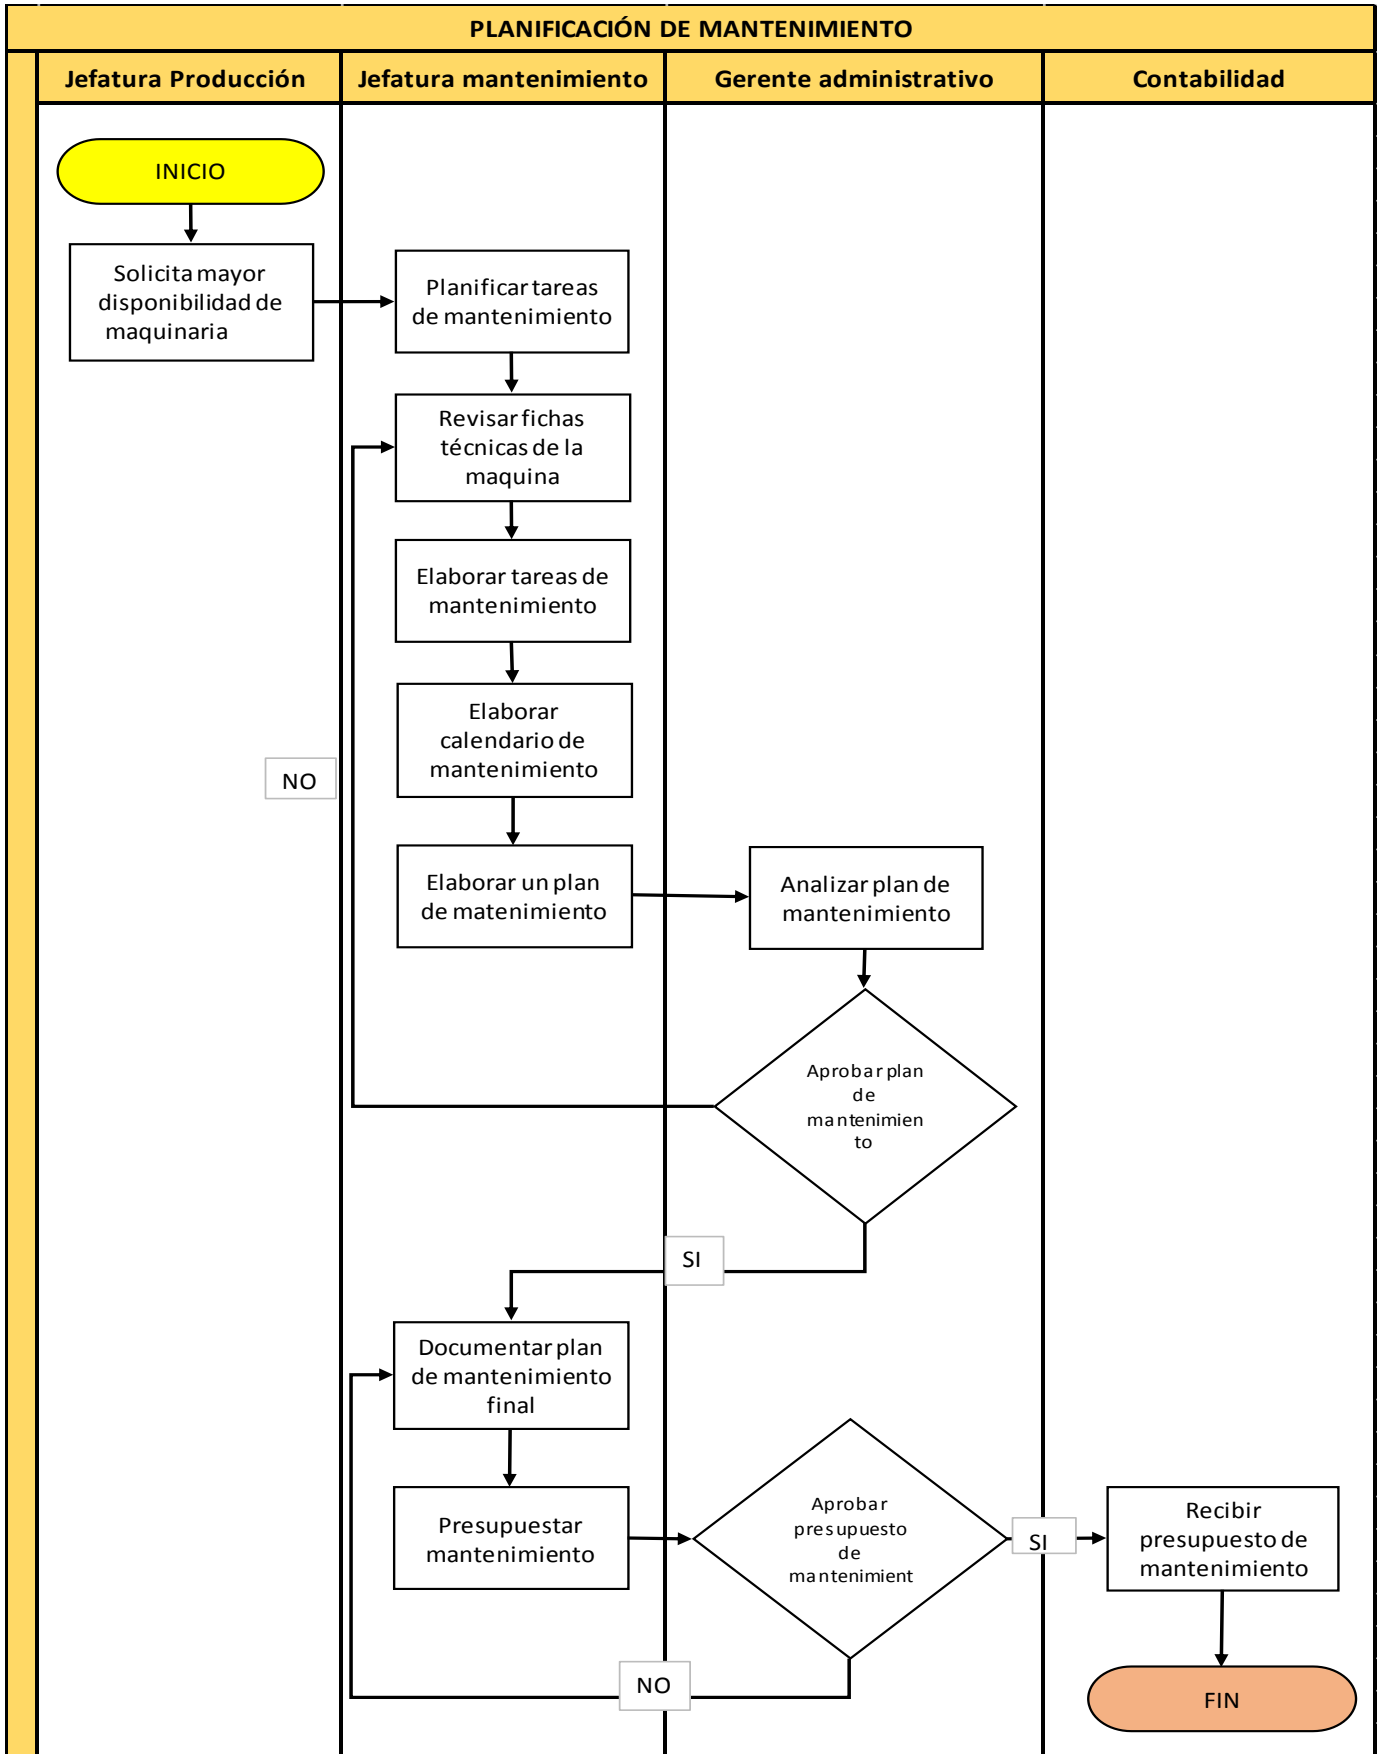 PLANIFICACIÓN DE MANTENIMIENTO
Jefatura Producción
Jefatura mantenimiento
Gerente administrativo
Contabilidad
INICIO
Solicita mayor
disponibilidad de
maquinaria
Planificar tareas
de mantenimiento
Revisar fichas
técnicas de la
maquina
Elaborar tareas de
mantenimiento
Elaborar
calendario de
mantenimiento
NO
Elaborar un plan
de matenimiento
Analizar plan de
mantenimiento
Aprobar plan
de
mantenimien
to
SI
Documentar plan
de mantenimiento
final
Presupuestar
mantenimiento
Aprobar
presupuesto
de
mantenimient
SI
Recibir
presupuesto de
mantenimiento
NO
FIN